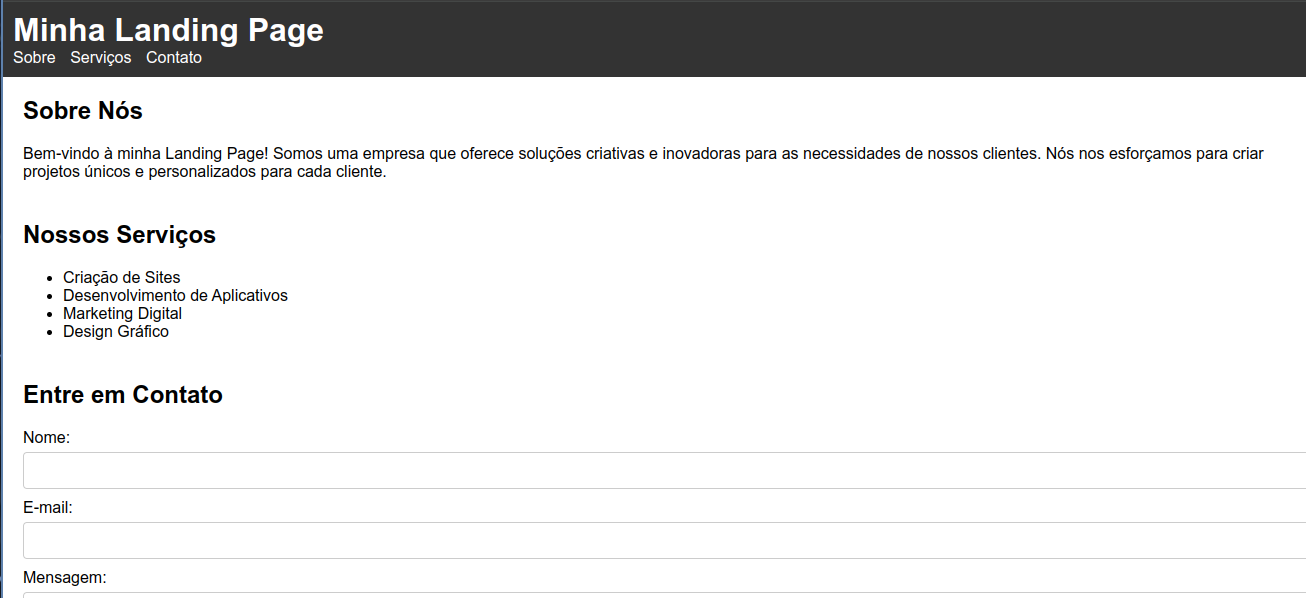 Minha Landing Page
Sobre Serviços Contato
Sobre Nós
Bem-vindo à minha Landing Page! Somos uma empresa que oferece soluções criativas e inovadoras para as necessidades de nossos clientes. Nós nos esforçamos para criar
projetos únicos e personalizados para cada cliente.
Nossos Serviços
Criação de Sites
Desenvolvimento de Aplicativos
Marketing Digital
Design Gráfico
Entre em Contato
Nome:
E-mail:
Mensagem: